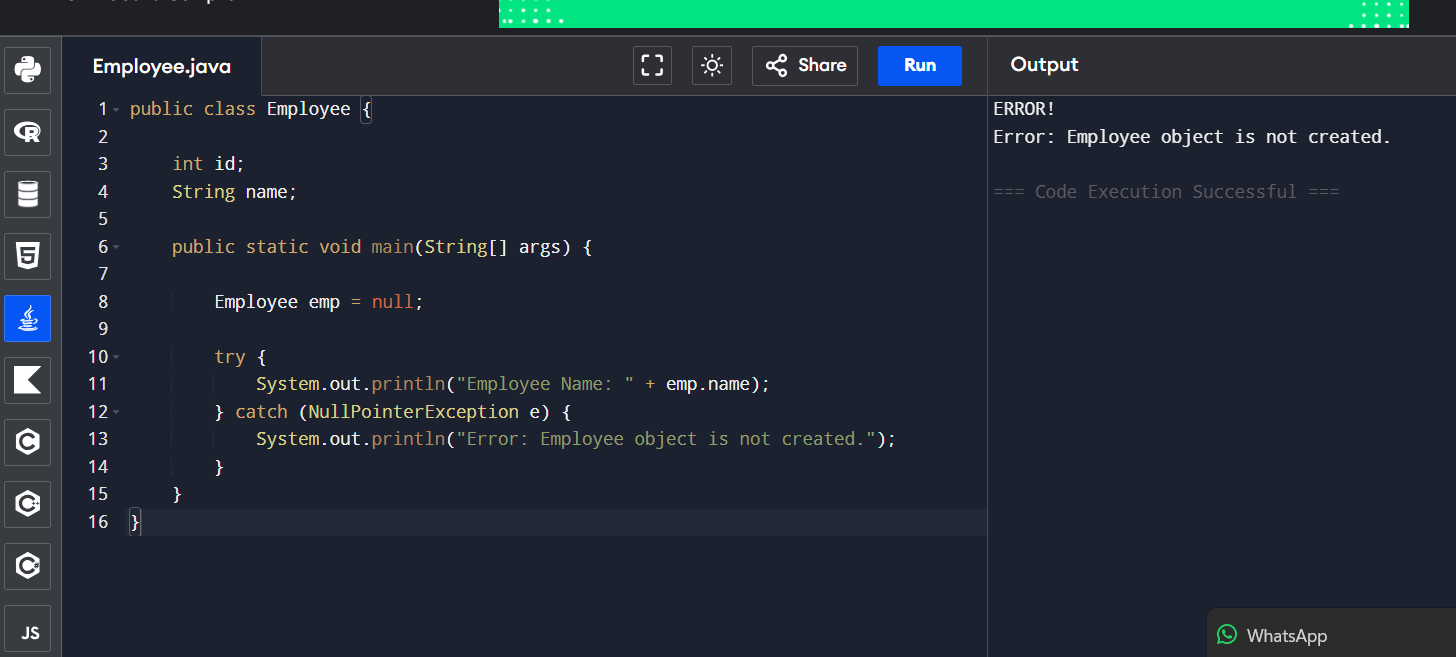 Employee.java
Share
Run
Output
1 public class Employee {
2
3     int id;
4     String name;
5
6     public static void main(String[] args) {
7
8         Employee emp = null;
9
10         try {
11             System.out.println("Employee Name: " + emp.name);
12         } catch (NullPointerException e) {
13             System.out.println("Error: Employee object is not created.");
14         }
15     }
16 }
ERROR!
Error: Employee object is not created.
=== Code Execution Successful ===
R
5
C
C++
C#
JS
WhatsApp